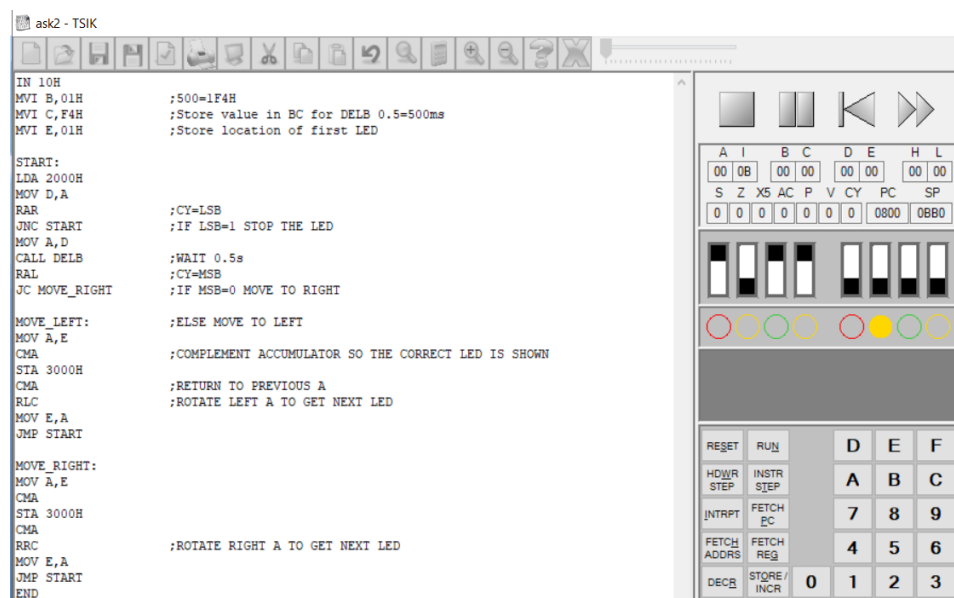 ask2 - TSIK
IN 10H
MVI B,01H ;500=1F4H
MVI C,F4H ;Store value in BC for DELB 0.5=500ms
MVI E,01H ;Store location of first LED
START:
LDA 2000H
MOV D,A
RAR ;CY=LSB
JNC START ;IF LSB=1 STOP THE LED
MOV A,D
CALL DELB ;WAIT 0.5s
RAL ;CY=MSB
JC MOVE_RIGHT ;IF MSB=0 MOVE TO RIGHT
MOVE_LEFT: ;ELSE MOVE TO LEFT
MOV A,E
CMA ;COMPLEMENT ACCUMULATOR SO THE CORRECT LED IS SHOWN
STA 3000H
CMA ;RETURN TO PREVIOUS A
RLC ;ROTATE LEFT A TO GET NEXT LED
MOV E,A
JMP START
MOVE_RIGHT:
MOV A,E
CMA
STA 3000H
CMA
RRC ;ROTATE RIGHT A TO GET NEXT LED
MOV E,A
JMP START
END
A I B C D E H L
00 0B 00 00 00 00 00 00
S Z X5 AC P V CY PC SP
0 0 0 0 0 0 0 0800 0BB0
RESET RUN D E F
HDWR STEP INSTR STEP A B C
INTRPT FETCH PC 7 8 9
FETCH ADDRS FETCH REG 4 5 6
DECR STORE/ INCR 0 1 2 3